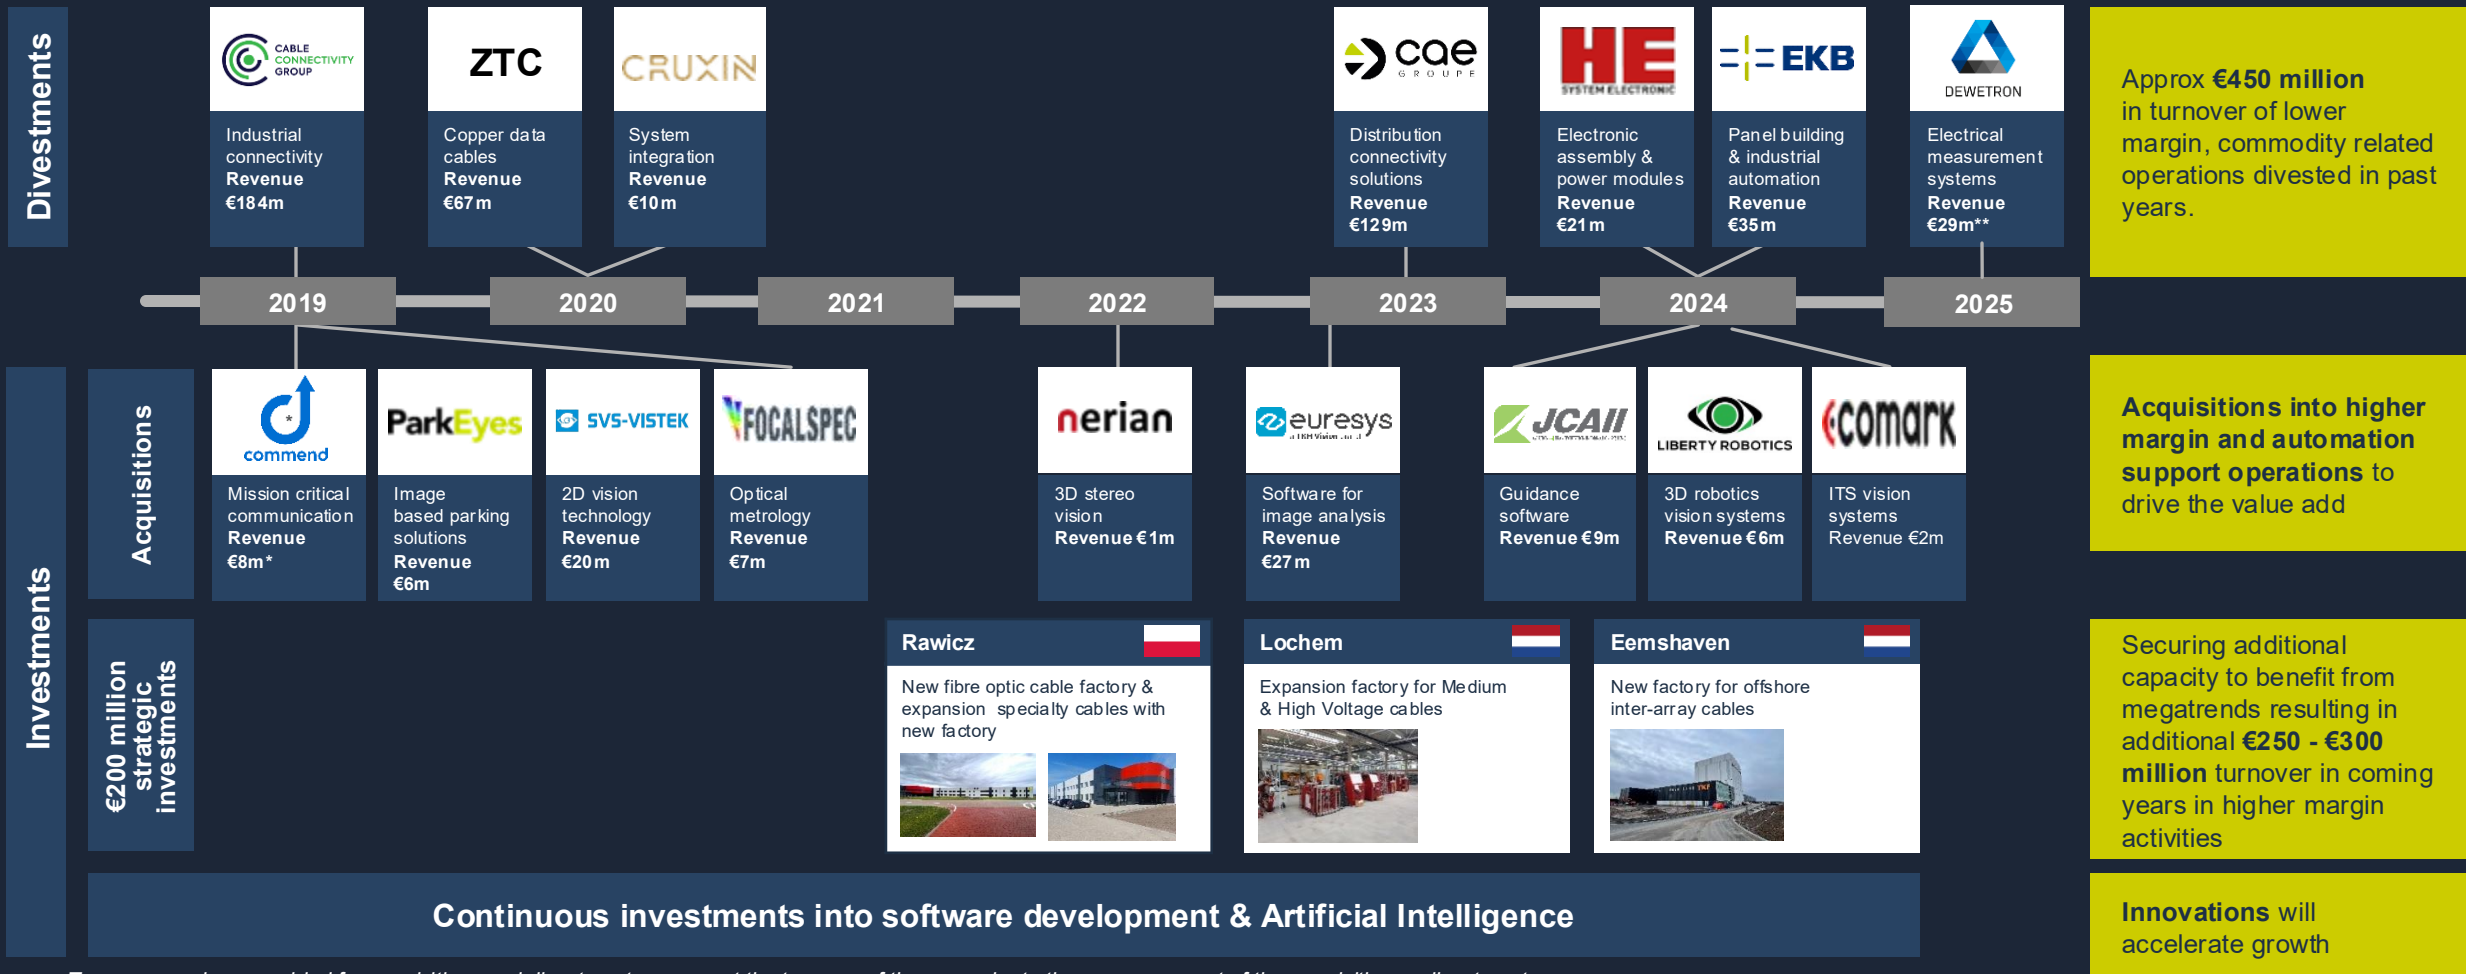 Divestments
CABLE
CONNECTIVITY
GROUP
Industrial
connectivity
Revenue
€184m
ZTC
Copper data
cables
Revenue
€67m
CRUXIN
System
integration
Revenue
€10m
cae
GROUPE
Distribution
connectivity
solutions
Revenue
€129m
HE
SYSTEM ELECTRONIC
Electronic
assembly &
power modules
Revenue
€21m
EKB
Panel building
& industrial
automation
Revenue
€35m
DEWETRON
Electrical
measurement
systems
Revenue
€29m**
Approx €450 million
in turnover of lower
margin, commodity related
operations divested in past
years.
2019
2020
2021
2022
2023
2024
2025
Investments
Acquisitions
*
commend
Mission critical
communication
Revenue
€8m*
ParkEyes
Image
based parking
solutions
Revenue
€6m
SVS-VISTEK
2D vision
technology
Revenue
€20m
FOCALSPEC
Optical
metrology
Revenue
€7m
nerian
3D stereo
vision
Revenue €1m
euresys
Software for
image analysis
Revenue
€27m
JCAII
Guidance
software
Revenue €9m
LIBERTY ROBOTICS
3D robotics
vision systems
Revenue €6m
comark
ITS vision
systems
Revenue €2m
Acquisitions into higher
margin and automation
support operations to
drive the value add
€200 million
strategic
investments
Rawicz
New fibre optic cable factory &
expansion specialty cables with
new factory
Lochem
Expansion factory for Medium
& High Voltage cables
Eemshaven
New factory for offshore
inter-array cables
Securing additional
capacity to benefit from
megatrends resulting in
additional €250 - €300
million turnover in coming
years in higher margin
activities
Continuous investments into software development & Artificial Intelligence
Innovations will
accelerate growth